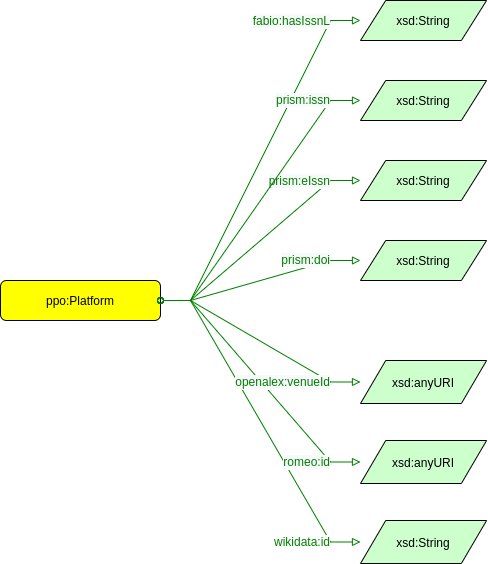 fabio:hasIssnL
xsd:String
prism:issn
xsd:String
prism:eIssn
xsd:String
prism:doi
xsd:String
ppo:Platform
openalex:venueId
xsd:anyURI
romeo:id
xsd:anyURI
wikidata:id
xsd:String